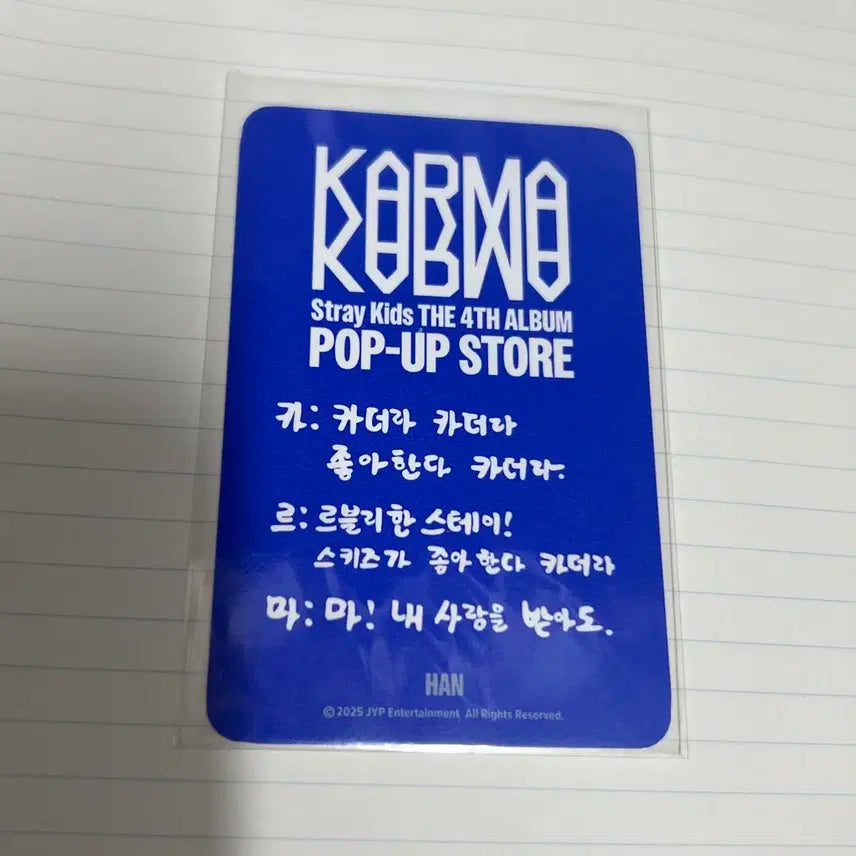 KARMA
Stray Kids THE 4TH ALBUM
POP-UP STORE
카: 카더라 카더라
좋아한다 카더라.
르: 르블리한 스테이!
스키즈가 좋아한다 카더라
마: 마! 내 사랑을 받아도.
HAN
© 2025 JYP Entertainment All Rights Reserved.